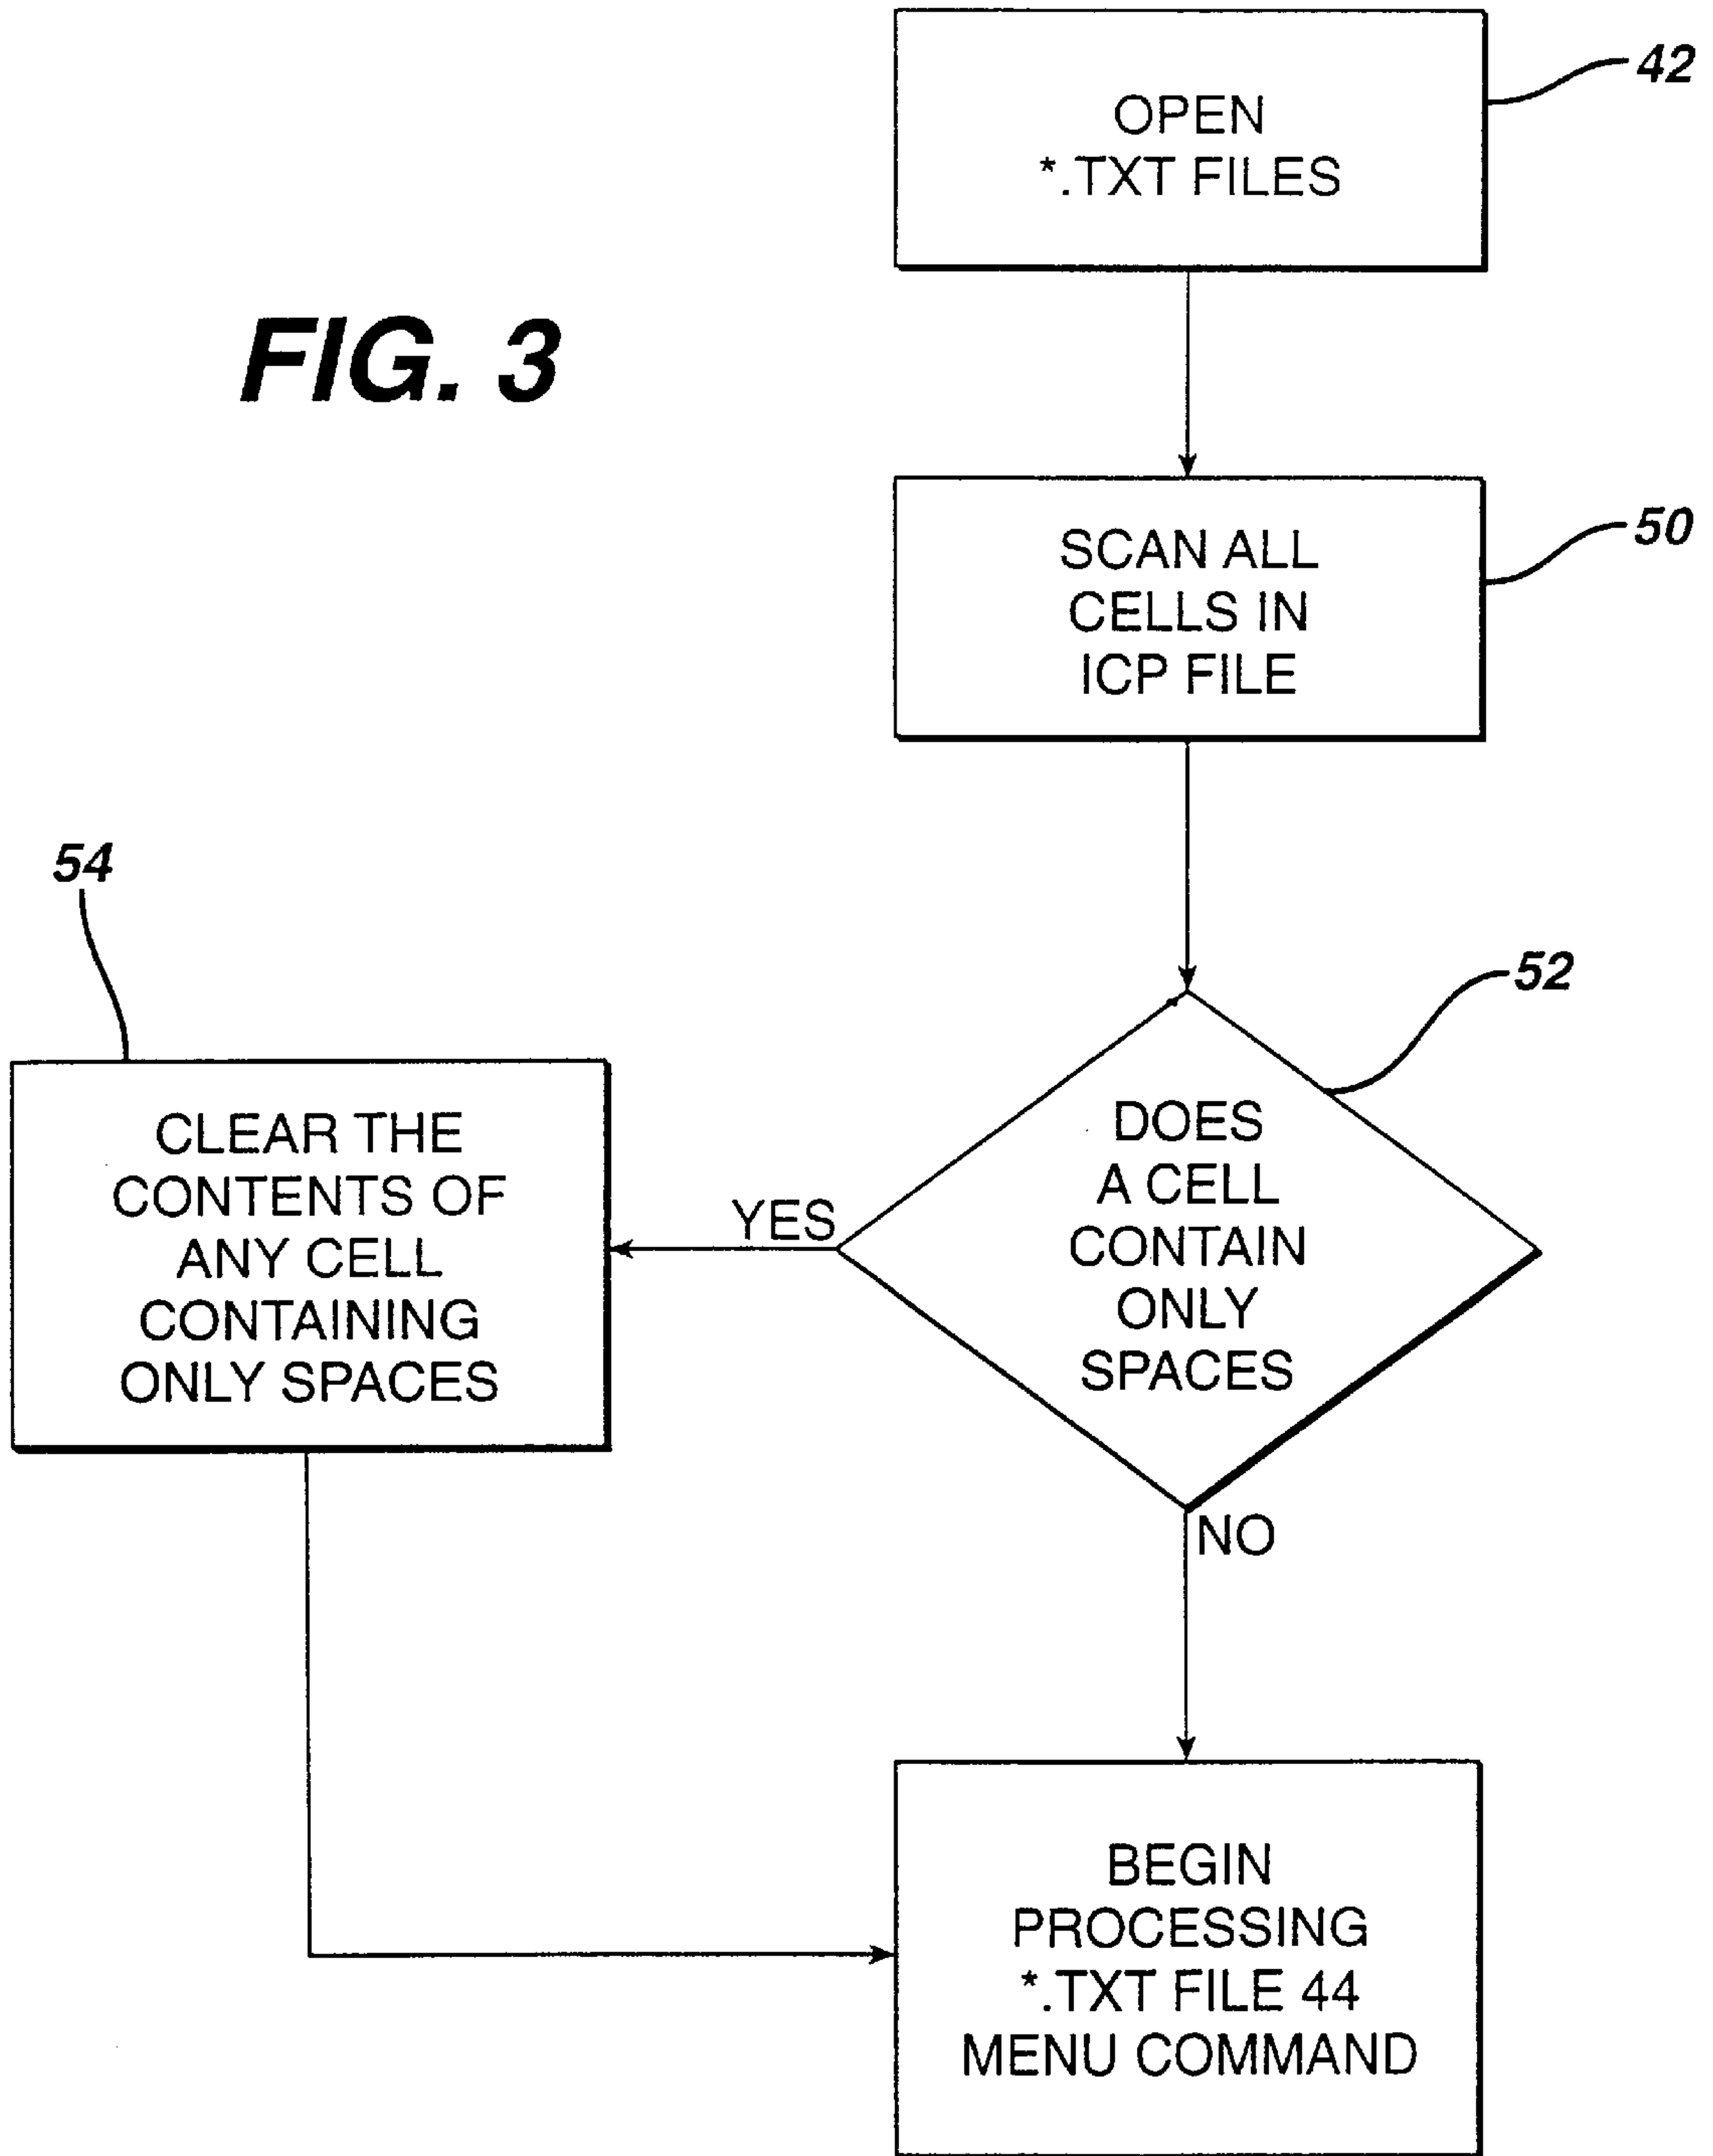 OPEN
*.TXT FILES
42
FIG. 3
SCAN ALL
CELLS IN
ICP FILE
50
54
52
CLEAR THE
CONTENTS OF
ANY CELL
CONTAINING
ONLY SPACES
YES
DOES
A CELL
CONTAIN
ONLY
SPACES
NO
BEGIN
PROCESSING
*.TXT FILE 44
MENU COMMAND